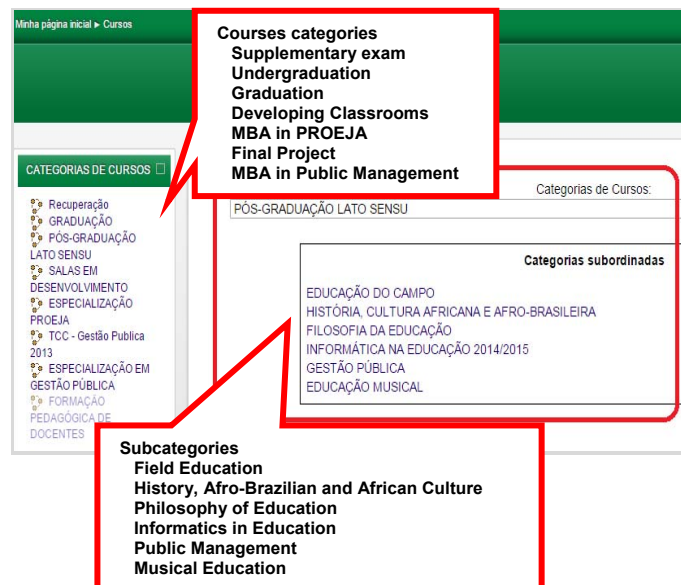 Minha página inicial ► Cursos
Courses categories
Supplementary exam
Undergraduation
Graduation
Developing Classrooms
MBA in PROEJA
Final Project
MBA in Public Management
CATEGORIAS DE CURSOS
Recuperação
GRADUAÇÃO
PÓS-GRADUAÇÃO
LATO SENSU
SALAS EM
DESENVOLVIMENTO
ESPECIALIZAÇÃO
PROEJA
TCC - Gestão Publica
2013
ESPECIALIZAÇÃO EM
GESTÃO PÚBLICA
FORMAÇÃO
PEDAGÓGICA DE
DOCENTES
Categorias de Cursos:
PÓS-GRADUAÇÃO LATO SENSU
Categorias subordinadas
EDUCAÇÃO DO CAMPO
HISTÓRIA, CULTURA AFRICANA E AFRO-BRASILEIRA
FILOSOFIA DA EDUCAÇÃO
INFORMÁTICA NA EDUCAÇÃO 2014/2015
GESTÃO PÚBLICA
EDUCAÇÃO MUSICAL
Subcategories
Field Education
History, Afro-Brazilian and African Culture
Philosophy of Education
Informatics in Education
Public Management
Musical Education